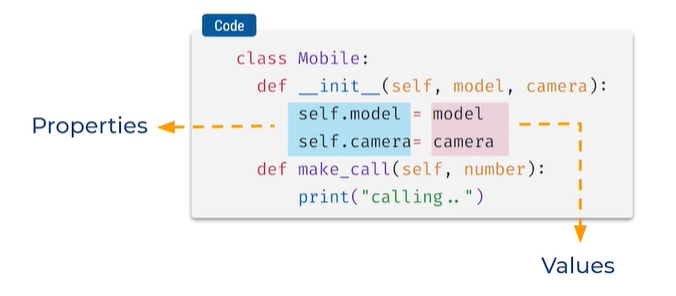 Code
class Mobile:
def __init__(self, model, camera):
self.model = model
Properties
self.camera= camera
def make_call(self, number):
print("calling..")
Values